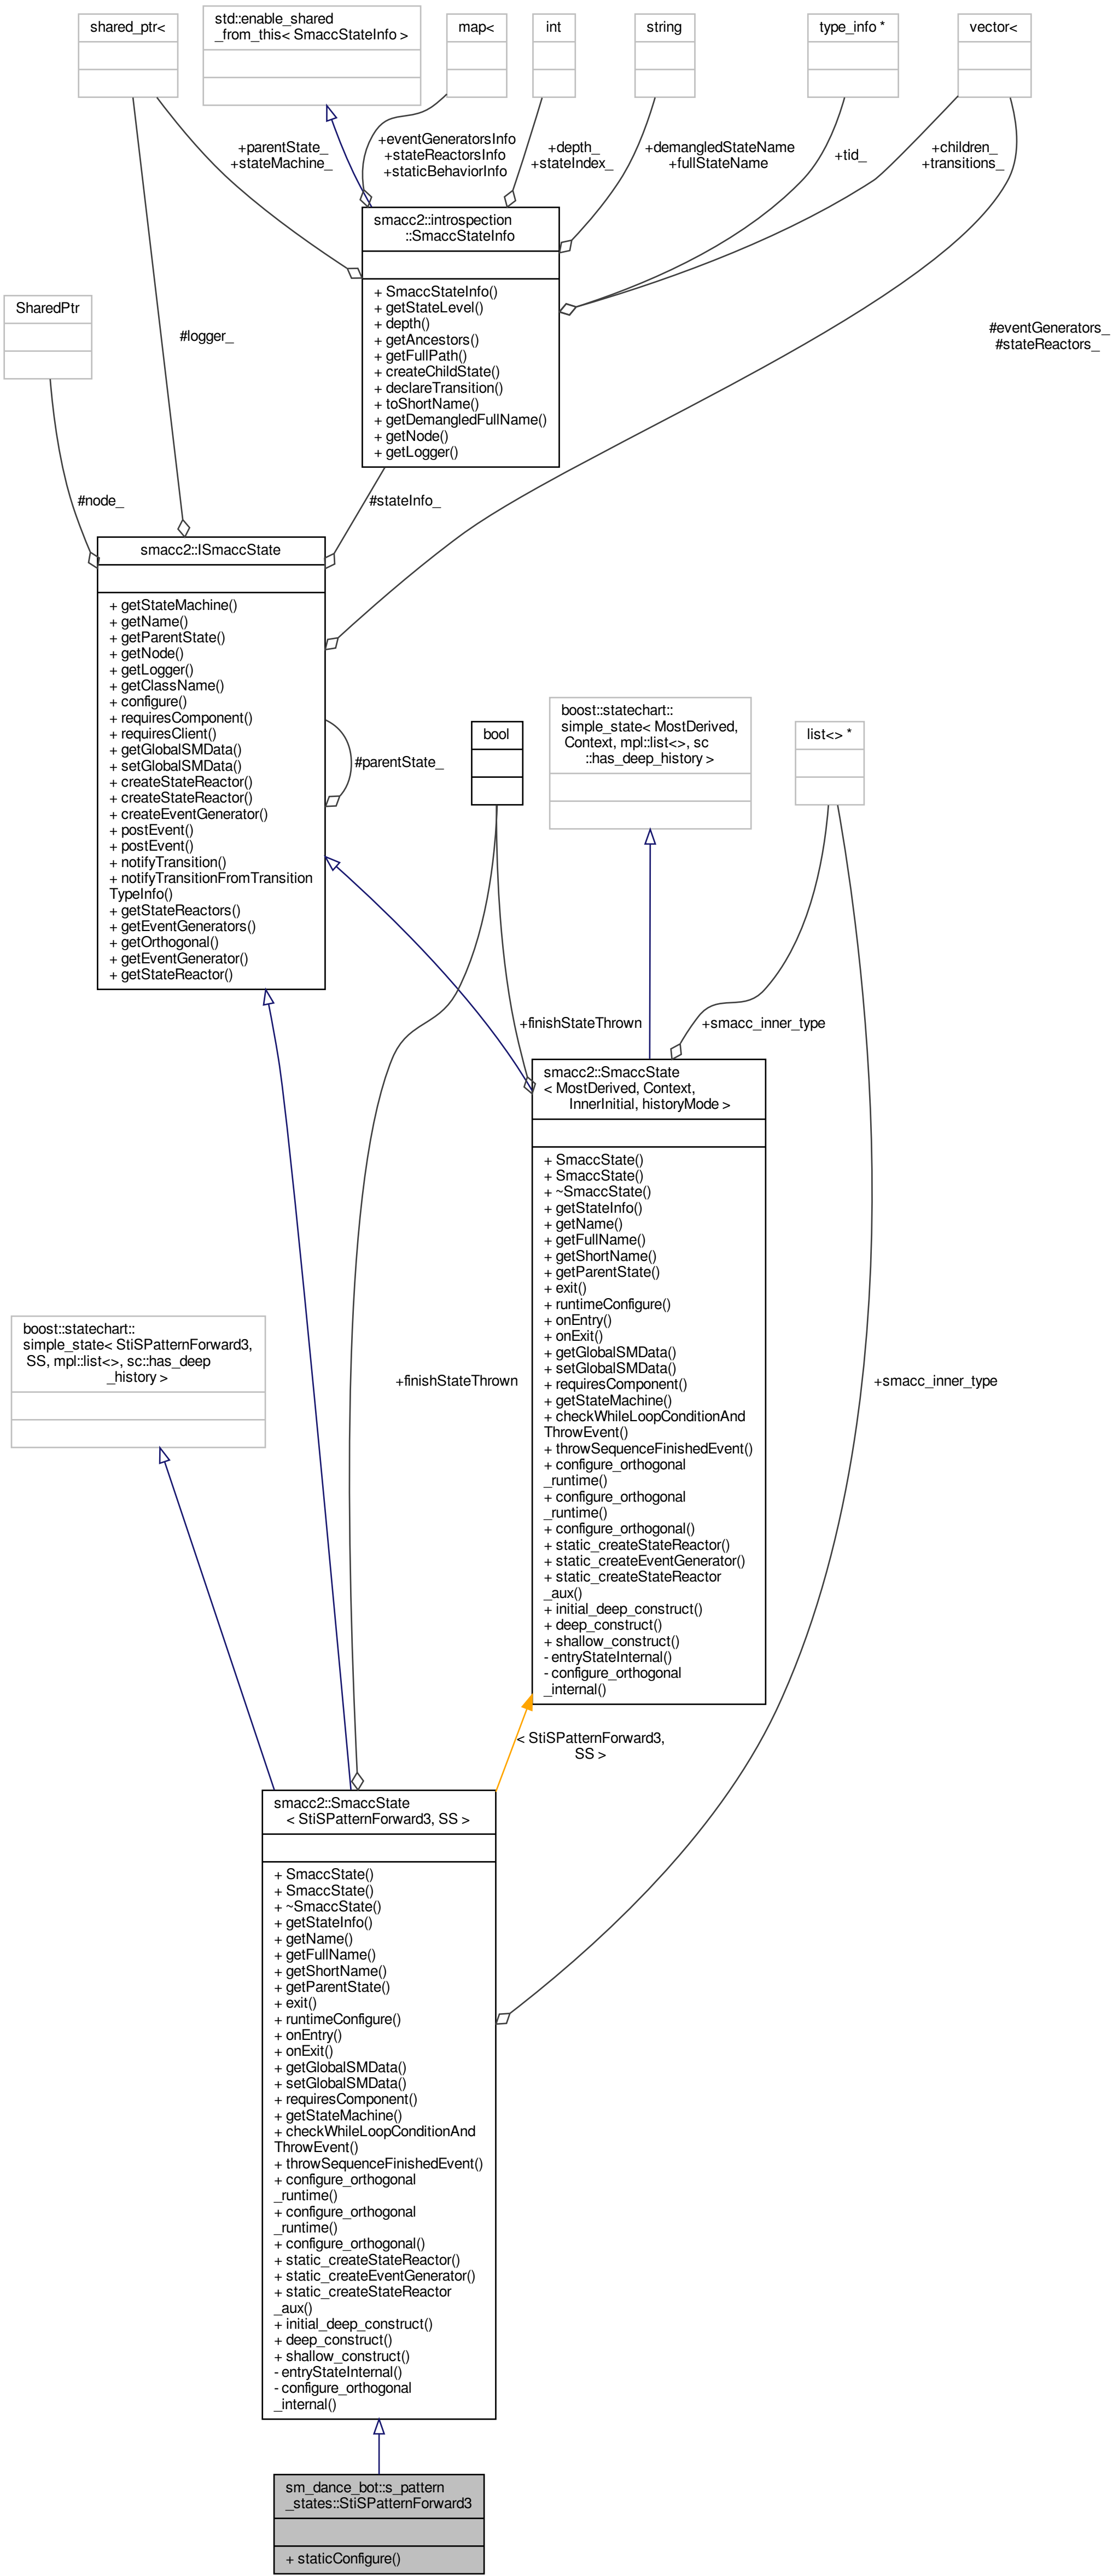 shared_ptr<
std::enable_shared
_from_this< SmaccStateInfo >
map<
int
string
type_info *
vector<
+parentState_
+stateMachine_
+eventGeneratorsInfo
+stateReactorsInfo
+staticBehaviorInfo
+depth_
+stateIndex_
+demangledStateName
+fullStateName
+tid_
+children_
+transitions_
smacc2::introspection
::SmaccStateInfo
+ SmaccStateInfo()
+ getStateLevel()
+ depth()
+ getAncestors()
+ getFullPath()
+ createChildState()
+ declareTransition()
+ toShortName()
+ getDemangledFullName()
+ getNode()
+ getLogger()
SharedPtr
#logger_
#eventGenerators_
#stateReactors_
#node_
#stateInfo_
smacc2::ISmaccState
+ getStateMachine()
+ getName()
+ getParentState()
+ getNode()
+ getLogger()
+ getClassName()
+ configure()
+ requiresComponent()
+ requiresClient()
+ getGlobalSMData()
+ setGlobalSMData()
+ createStateReactor()
+ createStateReactor()
+ createEventGenerator()
+ postEvent()
+ postEvent()
+ notifyTransition()
+ notifyTransitionFromTransition
TypeInfo()
+ getStateReactors()
+ getEventGenerators()
+ getOrthogonal()
+ getEventGenerator()
+ getStateReactor()
#parentState_
bool
boost::statechart::
simple_state< MostDerived,
Context, mpl::list<>, sc
::has_deep_history >
list<> *
+finishStateThrown
+smacc_inner_type
smacc2::SmaccState
< MostDerived, Context,
InnerInitial, historyMode >
+ SmaccState()
+ SmaccState()
+ ~SmaccState()
+ getStateInfo()
+ getName()
+ getFullName()
+ getShortName()
+ getParentState()
+ exit()
+ runtimeConfigure()
+ onEntry()
+ onExit()
+ getGlobalSMData()
+ setGlobalSMData()
+ requiresComponent()
+ getStateMachine()
+ checkWhileLoopConditionAnd
ThrowEvent()
+ throwSequenceFinishedEvent()
+ configure_orthogonal
_runtime()
+ configure_orthogonal
_runtime()
+ configure_orthogonal()
+ static_createStateReactor()
+ static_createEventGenerator()
+ static_createStateReactor
_aux()
+ initial_deep_construct()
+ deep_construct()
+ shallow_construct()
- entryStateInternal()
- configure_orthogonal
_internal()
boost::statechart::
simple_state< StiSPatternForward3,
SS, mpl::list<>, sc::has_deep
_history >
+finishStateThrown
+smacc_inner_type
< StiSPatternForward3,
SS >
smacc2::SmaccState
< StiSPatternForward3, SS >
+ SmaccState()
+ SmaccState()
+ ~SmaccState()
+ getStateInfo()
+ getName()
+ getFullName()
+ getShortName()
+ getParentState()
+ exit()
+ runtimeConfigure()
+ onEntry()
+ onExit()
+ getGlobalSMData()
+ setGlobalSMData()
+ requiresComponent()
+ getStateMachine()
+ checkWhileLoopConditionAnd
ThrowEvent()
+ throwSequenceFinishedEvent()
+ configure_orthogonal
_runtime()
+ configure_orthogonal
_runtime()
+ configure_orthogonal()
+ static_createStateReactor()
+ static_createEventGenerator()
+ static_createStateReactor
_aux()
+ initial_deep_construct()
+ deep_construct()
+ shallow_construct()
- entryStateInternal()
- configure_orthogonal
_internal()
sm_dance_bot::s_pattern
_states::StiSPatternForward3
+ staticConfigure()